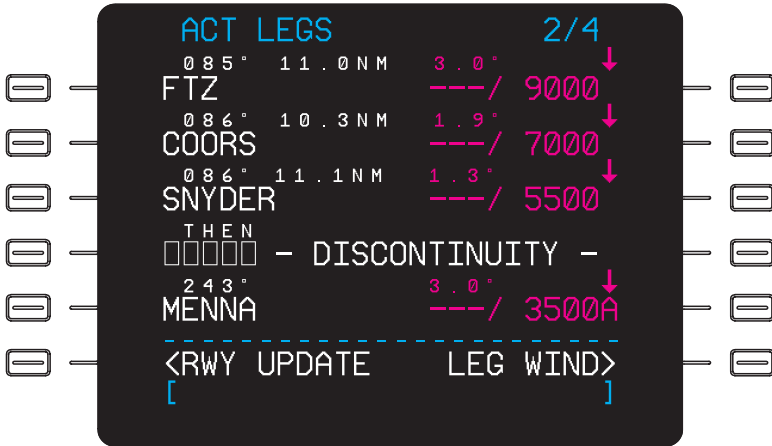 ACT LEGS 2/4
085° 11.0NM 3.0° ↓
FTZ ---/ 9000
086° 10.3NM 1.9° ↓
COORS ---/ 7000
086° 11.1NM 1.3° ↓
SNYDER ---/ 5500
THEN
□□□□□ - DISCONTINUITY -
243° 3.0° ↓
MENNA ---/ 3500A
------------------
<RWY UPDATE LEG WIND>
[ ]